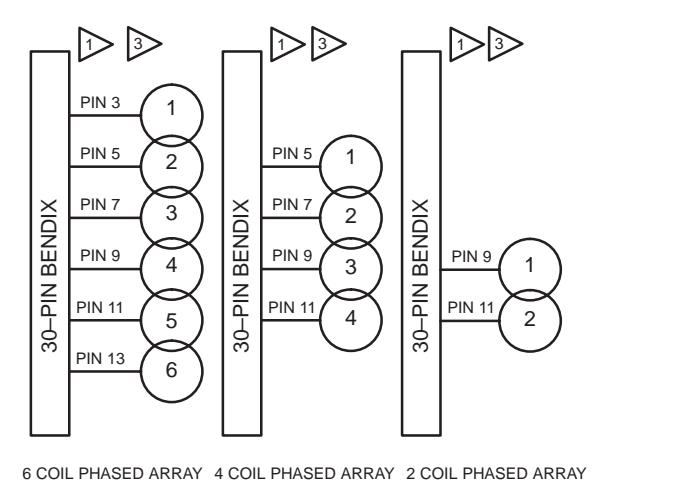 1 3
30–PIN BENDIX
PIN 3 1
PIN 5 2
PIN 7 3
PIN 9 4
PIN 11 5
PIN 13 6
6 COIL PHASED ARRAY
1 3
30–PIN BENDIX
PIN 5 1
PIN 7 2
PIN 9 3
PIN 11 4
4 COIL PHASED ARRAY
1 3
30–PIN BENDIX
PIN 9 1
PIN 11 2
2 COIL PHASED ARRAY